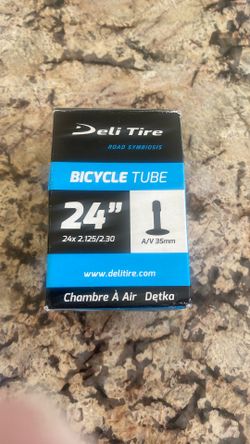 Deli Tire
ROAD SYMBIOSIS
BICYCLE TUBE
24"
24x 2.125/2.30
A/V 35mm
www.delitire.com
Chambre À Air Dętka